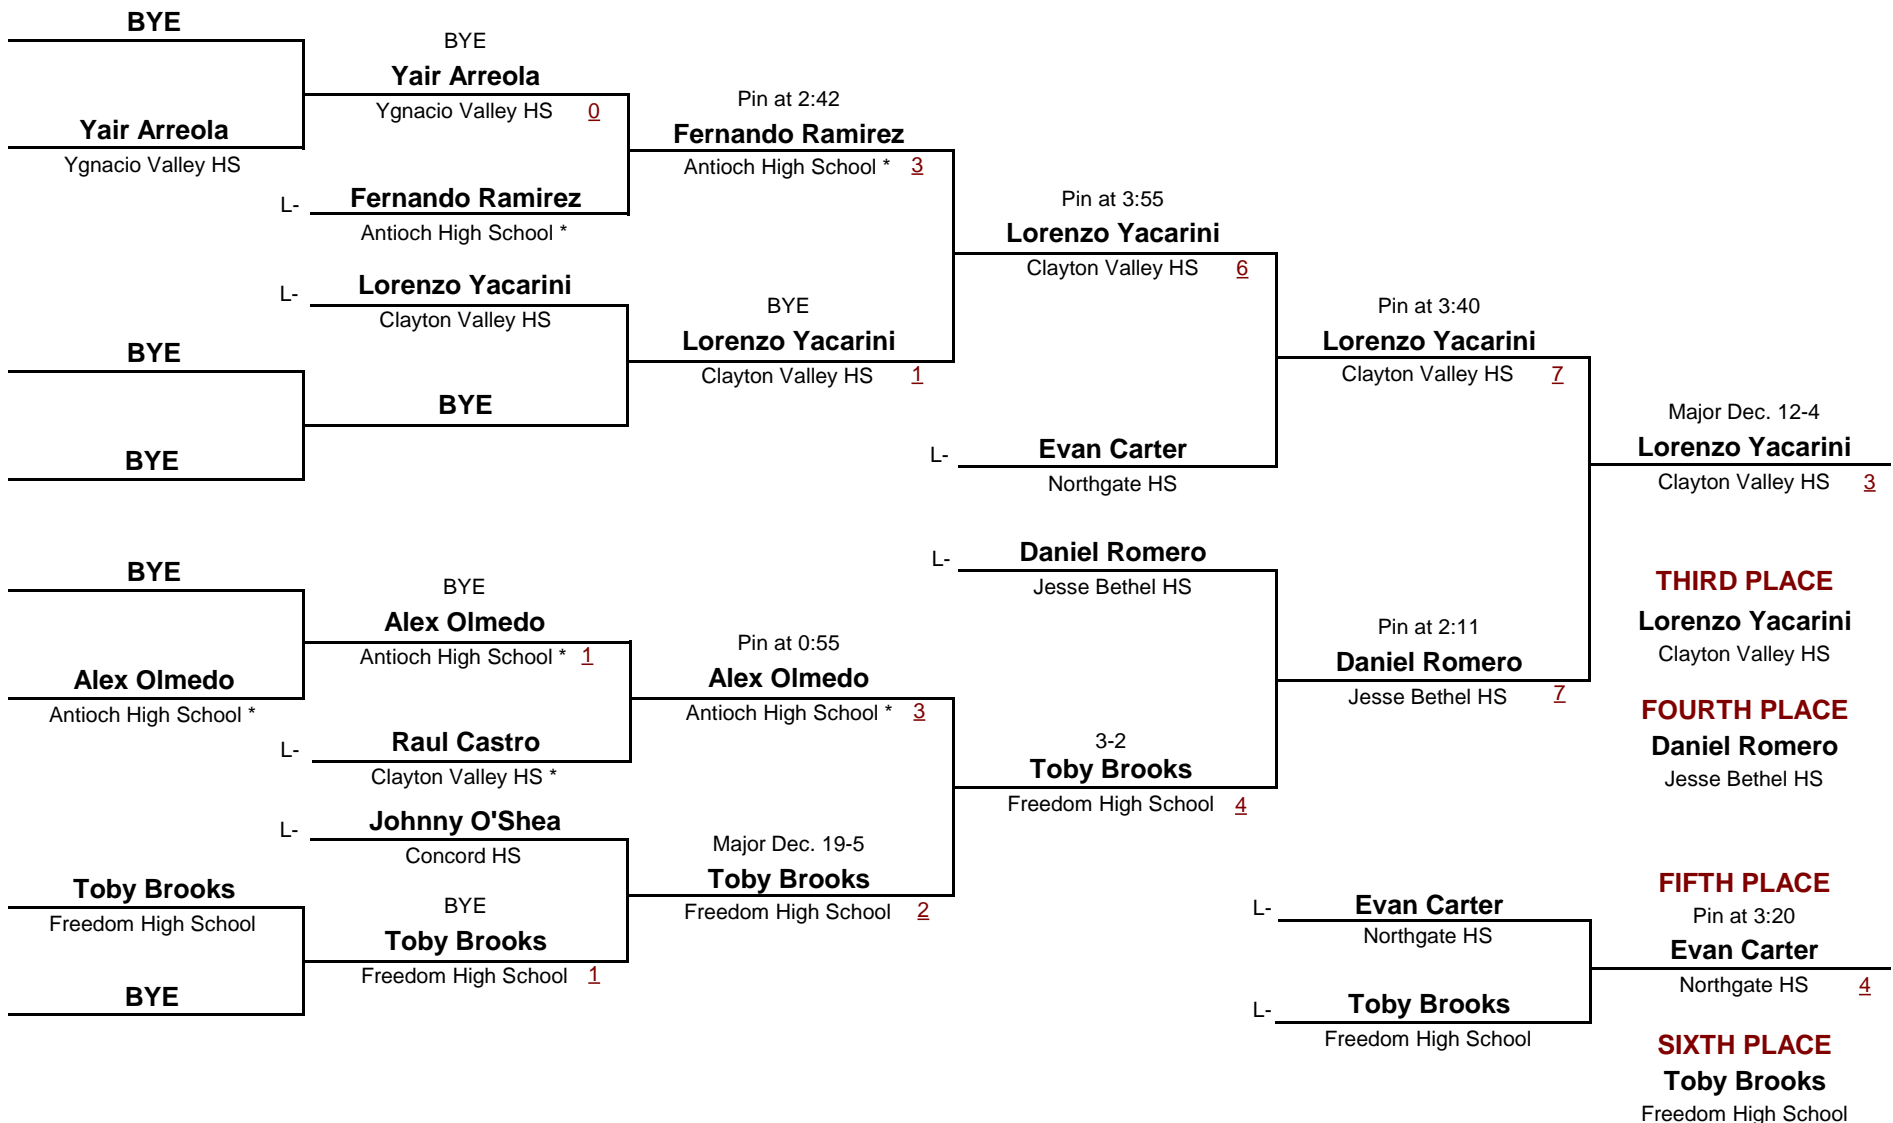 BYE
Yair Arreola
Ygnacio Valley HS
BYE
BYE
BYE
Alex Olmedo
Antioch High School *
Toby Brooks
Freedom High School
BYE
BYE
Yair Arreola
Ygnacio Valley HS 0
L- Fernando Ramirez
Antioch High School *
L- Lorenzo Yacarini
Clayton Valley HS
BYE
BYE
Alex Olmedo
Antioch High School * 1
L- Raul Castro
Clayton Valley HS *
L- Johnny O'Shea
Concord HS
BYE
Toby Brooks
Freedom High School 1
Pin at 2:42
Fernando Ramirez
Antioch High School * 3
BYE
Lorenzo Yacarini
Clayton Valley HS 1
Pin at 0:55
Alex Olmedo
Antioch High School * 3
Major Dec. 19-5
Toby Brooks
Freedom High School 2
Pin at 3:55
Lorenzo Yacarini
Clayton Valley HS 6
L- Evan Carter
Northgate HS
L- Daniel Romero
Jesse Bethel HS
3-2
Toby Brooks
Freedom High School 4
Pin at 3:40
Lorenzo Yacarini
Clayton Valley HS 7
Pin at 2:11
Daniel Romero
Jesse Bethel HS 7
L- Evan Carter
Northgate HS
L- Toby Brooks
Freedom High School
Major Dec. 12-4
Lorenzo Yacarini
Clayton Valley HS 3
THIRD PLACE
Lorenzo Yacarini
Clayton Valley HS
FOURTH PLACE
Daniel Romero
Jesse Bethel HS
FIFTH PLACE
Pin at 3:20
Evan Carter
Northgate HS 4
SIXTH PLACE
Toby Brooks
Freedom High School